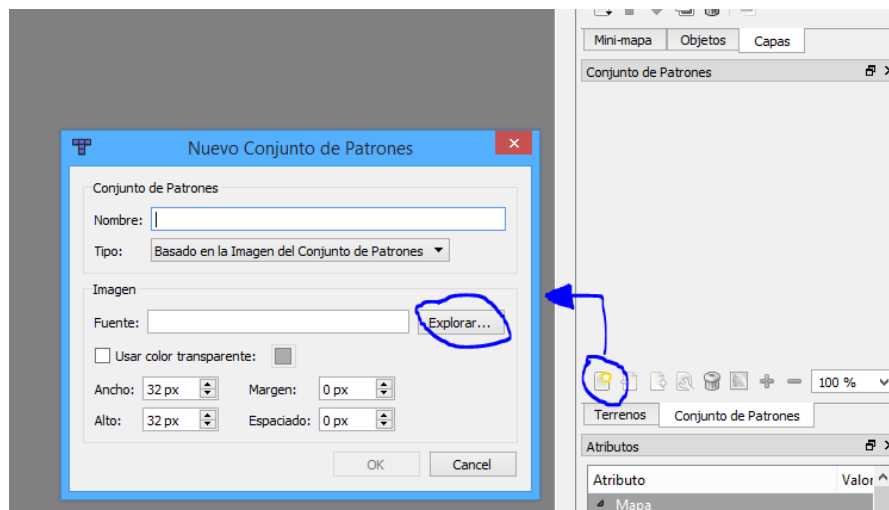 Mini-mapa Objetos Capas
Conjunto de Patrones
Nuevo Conjunto de Patrones
Conjunto de Patrones
Nombre:
Tipo: Basado en la Imagen del Conjunto de Patrones
Imagen
Fuente: Explorar...
Usar color transparente:
Ancho: 32 px Margen: 0 px
Alto: 32 px Espaciado: 0 px
OK Cancel
100 %
Terrenos Conjunto de Patrones
Atributos
Atributo Valor
Mapa